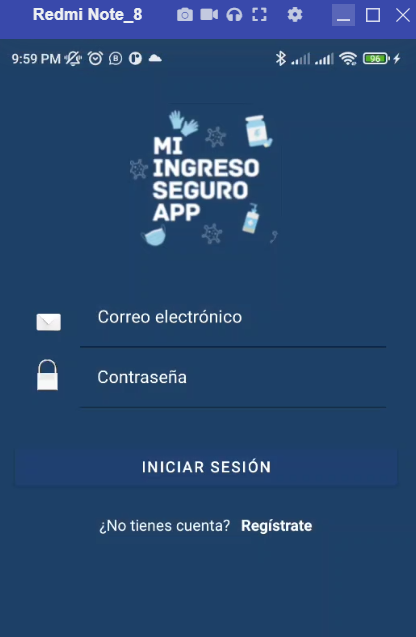 Redmi Note_8
9:59 PM
96
MI
INGRESO
SEGURO
APP
Correo electrónico
Contraseña
INICIAR SESIÓN
¿No tienes cuenta? Regístrate